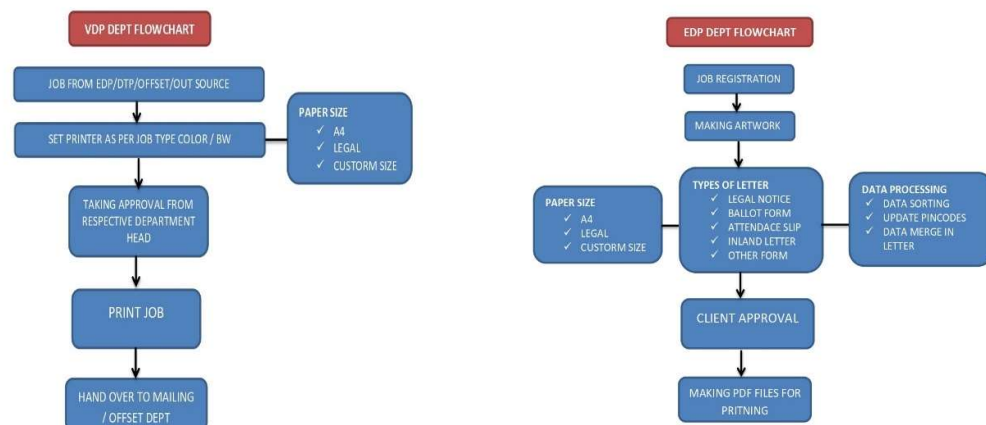 VDP DEPT FLOWCHART
JOB FROM EDP/DTP/OFFSET/OUT SOURCE
SET PRINTER AS PER JOB TYPE COLOR / BW
PAPER SIZE
✓ A4
✓ LEGAL
✓ CUSTORM SIZE
TAKING APPROVAL FROM
RESPECTIVE DEPARTMENT
HEAD
PRINT JOB
HAND OVER TO MAILING
/ OFFSET DEPT
EDP DEPT FLOWCHART
JOB REGISTRATION
MAKING ARTWORK
PAPER SIZE
✓ A4
✓ LEGAL
✓ CUSTORM SIZE
TYPES OF LETTER
✓ LEGAL NOTICE
✓ BALLOT FORM
✓ ATTENDACE SLIP
✓ INLAND LETTER
✓ OTHER FORM
DATA PROCESSING
✓ DATA SORTING
✓ UPDATE PINCODES
✓ DATA MERGE IN
LETTER
CLIENT APPROVAL
MAKING PDF FILES FOR
PRITNING